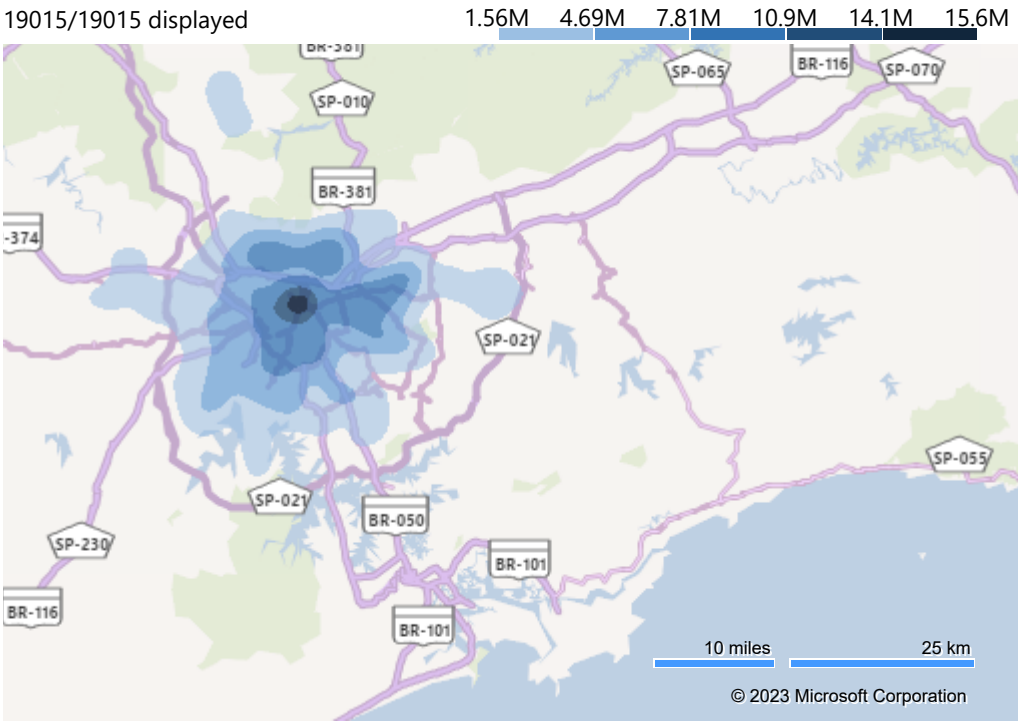 19015/19015 displayed
1.56M 4.69M 7.81M 10.9M 14.1M 15.6M
BR-381
SP-065
BR-116
SP-070
SP-010
BR-381
-374
SP-021
SP-055
SP-021
BR-050
SP-230
BR-101
BR-116
BR-101
10 miles 25 km
© 2023 Microsoft Corporation